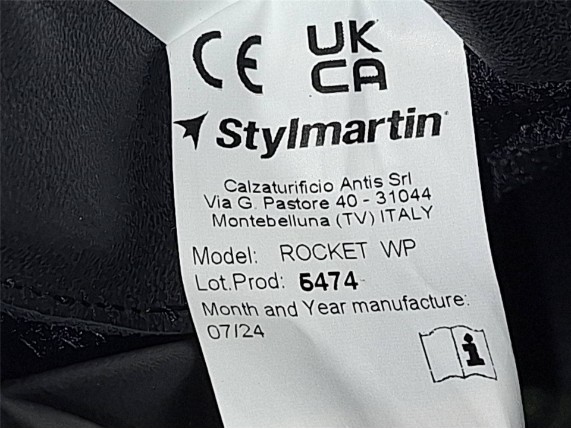 CE UK
CA
Stylmartin
Calzaturificio Antis Srl
Via G. Pastore 40 - 31044
Montebelluna (TV) ITALY
Model: ROCKET WP
Lot.Prod: 6474
Month and Year manufacture:
07/24
i